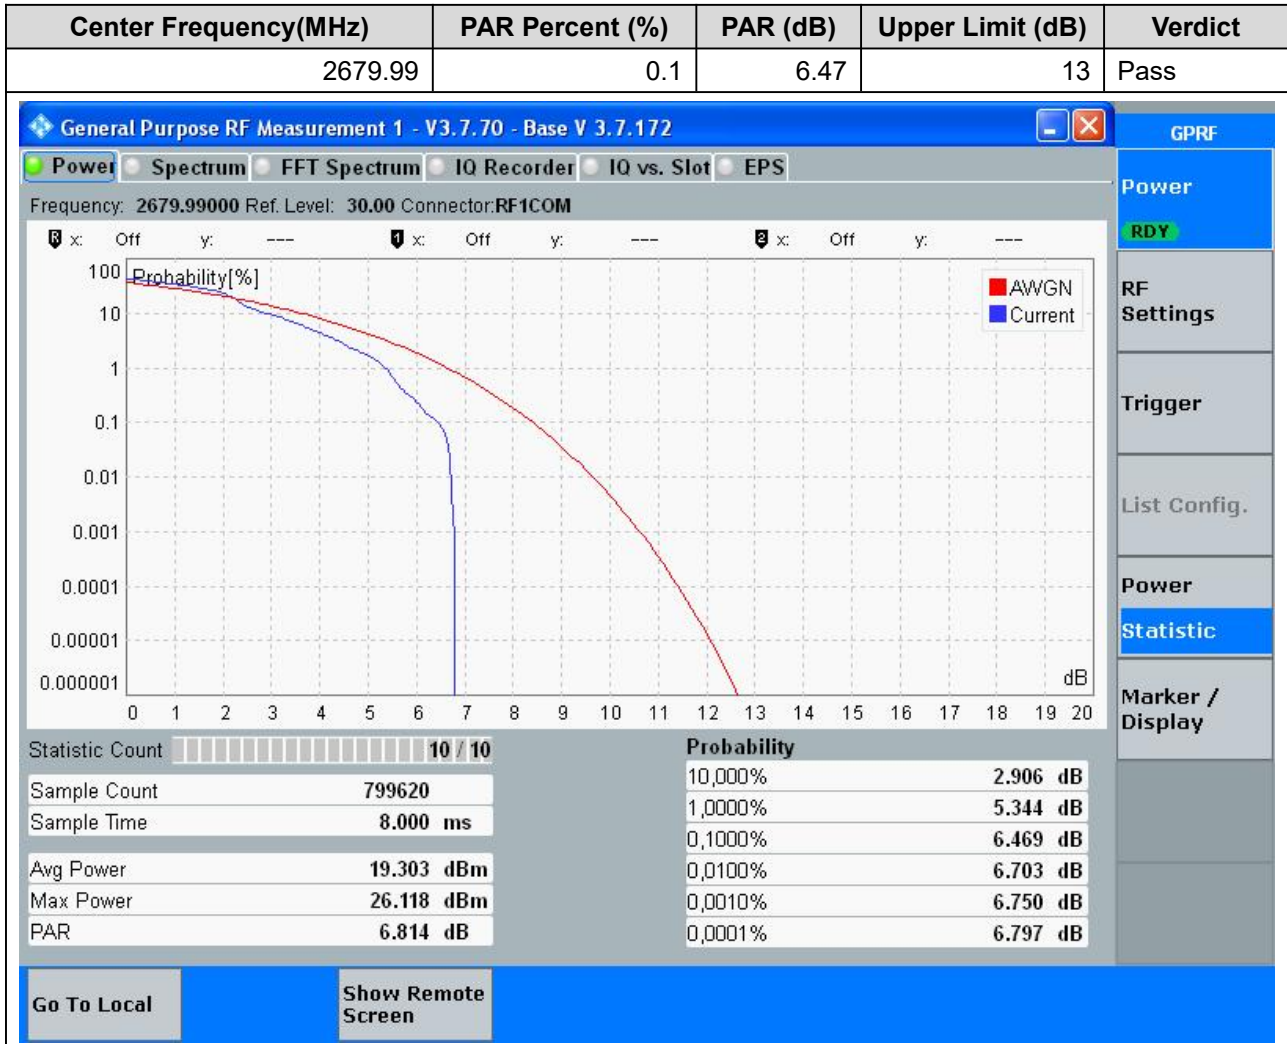 Center Frequency(MHz) PAR Percent (%) PAR (dB) Upper Limit (dB) Verdict
2679.99 0.1 6.47 13 Pass
General Purpose RF Measurement 1 - V3.7.70 - Base V 3.7.172
GPRF
Power Spectrum FFT Spectrum IQ Recorder IQ vs. Slot EPS
Power
RDY
Frequency: 2679.99000 Ref. Level: 30.00 Connector:RF1COM
R x: Off y: --- 1 x: Off y: --- 2 x: Off y: ---
Probability[%]
AWGN
Current
100
10
1
0.1
0.01
0.001
0.0001
0.00001
0.000001
dB
0 1 2 3 4 5 6 7 8 9 10 11 12 13 14 15 16 17 18 19 20
RF
Settings
Trigger
List Config.
Power
Statistic
Marker /
Display
Statistic Count 10 / 10
Sample Count 799620
Sample Time 8.000 ms
Avg Power 19.303 dBm
Max Power 26.118 dBm
PAR 6.814 dB
Probability
10,000% 2.906 dB
1,0000% 5.344 dB
0,1000% 6.469 dB
0,0100% 6.703 dB
0,0010% 6.750 dB
0,0001% 6.797 dB
Go To Local
Show Remote
Screen